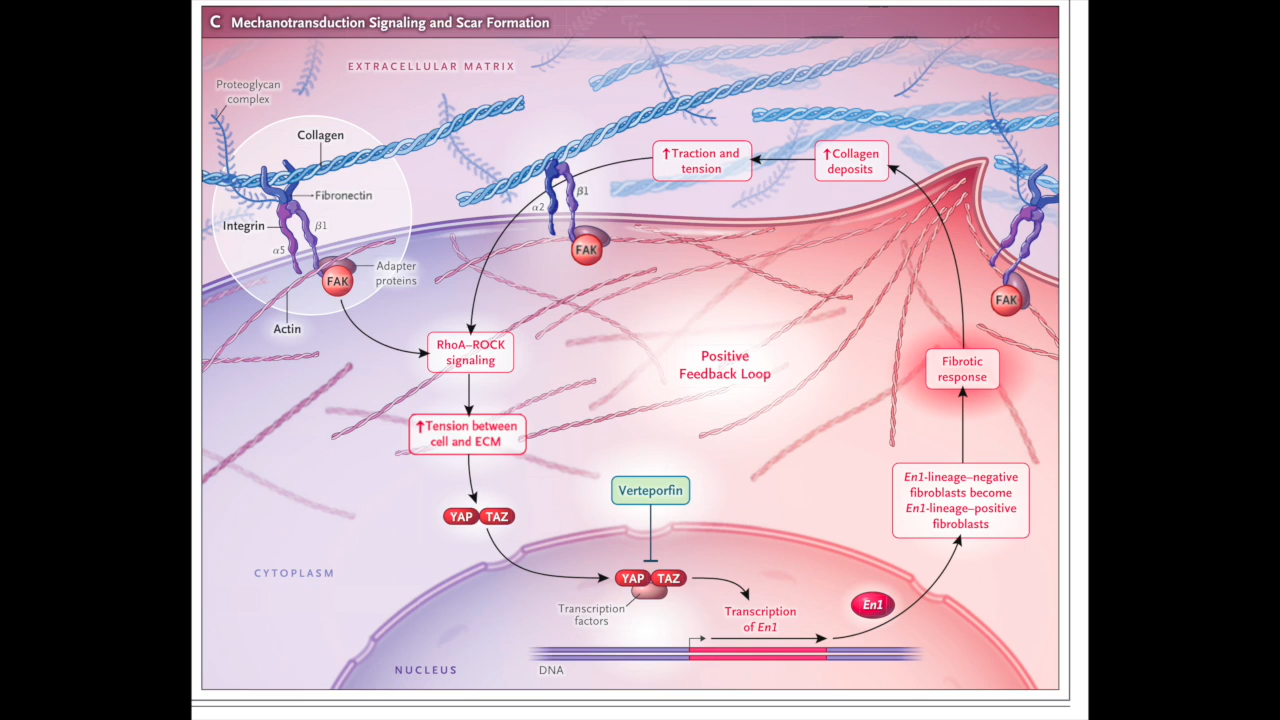 C Mechanotransduction Signaling and Scar Formation
EXTRACELLULAR MATRIX
Proteoglycan
complex
Collagen
Fibronectin
Integrin
β1
α5
Adapter
proteins
FAK
Actin
α2
β1
FAK
↑Traction and
tension
↑Collagen
deposits
FAK
RhoA–ROCK
signaling
Positive
Feedback Loop
Fibrotic
response
↑Tension between
cell and ECM
En1-lineage–negative
fibroblasts become
En1-lineage–positive
fibroblasts
Verteporfin
YAP TAZ
CYTOPLASM
YAP TAZ
Transcription
factors
Transcription
of En1
En1
NUCLEUS
DNA